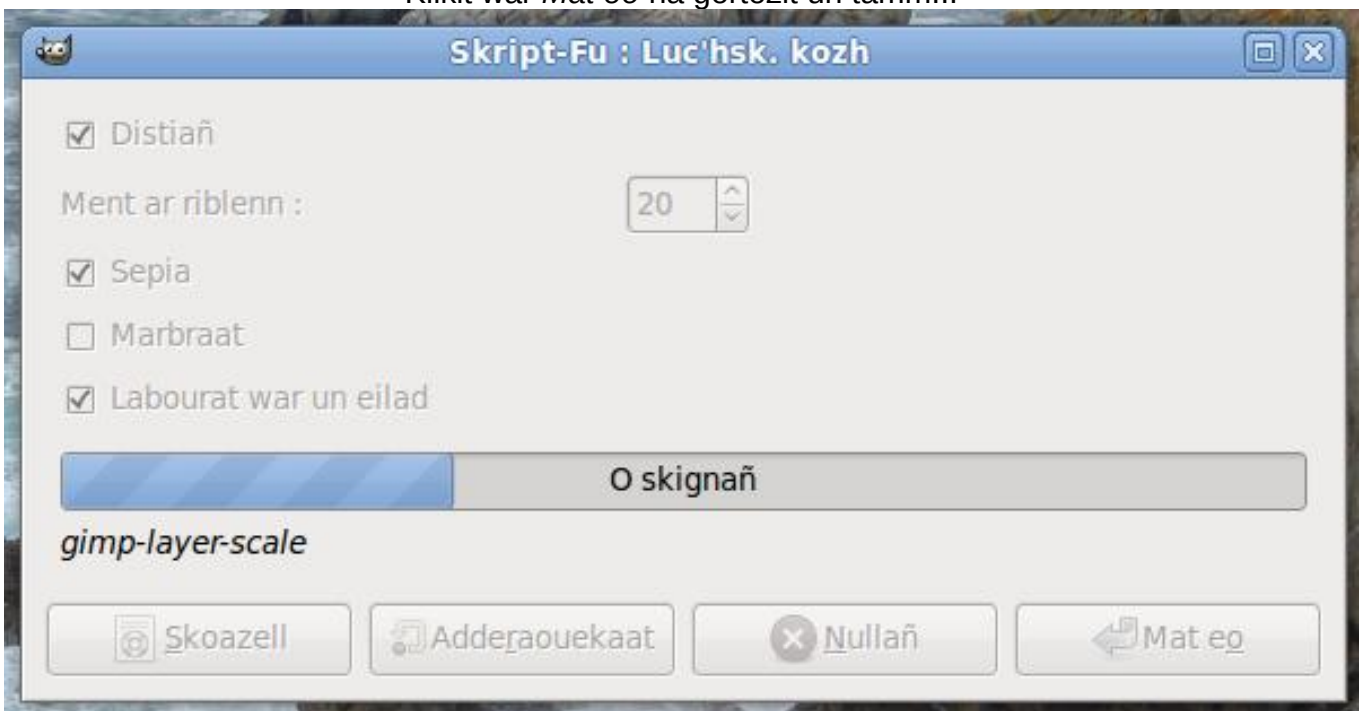 Skript-Fu : Luc'hsk. kozh
Distiañ
Ment ar riblenn : 20
Sepia
Marbraat
Labourat war un eilad
O skignañ
gimp-layer-scale
Skoazell Adderaouekaat Nullañ Mat eo